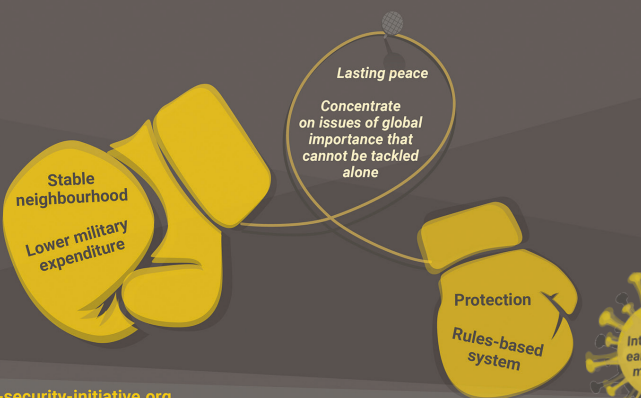 Lasting peace
Concentrate
on issues of global
importance that
cannot be tackled
alone
Stable
neighbourhood
Lower military
expenditure
Protection
Rules-based
system
-security-initiative.org